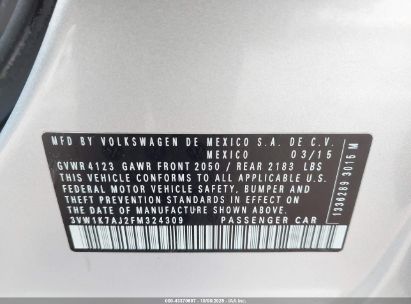 MFD BY VOLKSWAGEN DE MEXICO S.A. DE C.V.
MEXICO 03/15
GVWR 4123 GAWR FRONT 2050 / REAR 2183 LBS
THIS VEHICLE CONFORMS TO ALL APPLICABLE U.S.
FEDERAL MOTOR VEHICLE SAFETY, BUMPER AND
THEFT PREVENTION STANDARDS IN EFFECT ON THE
DATE OF MANUFACTURE SHOWN ABOVE
3VW1K7AJ2FM324309 PASSENGER CAR
1336289 3016 M